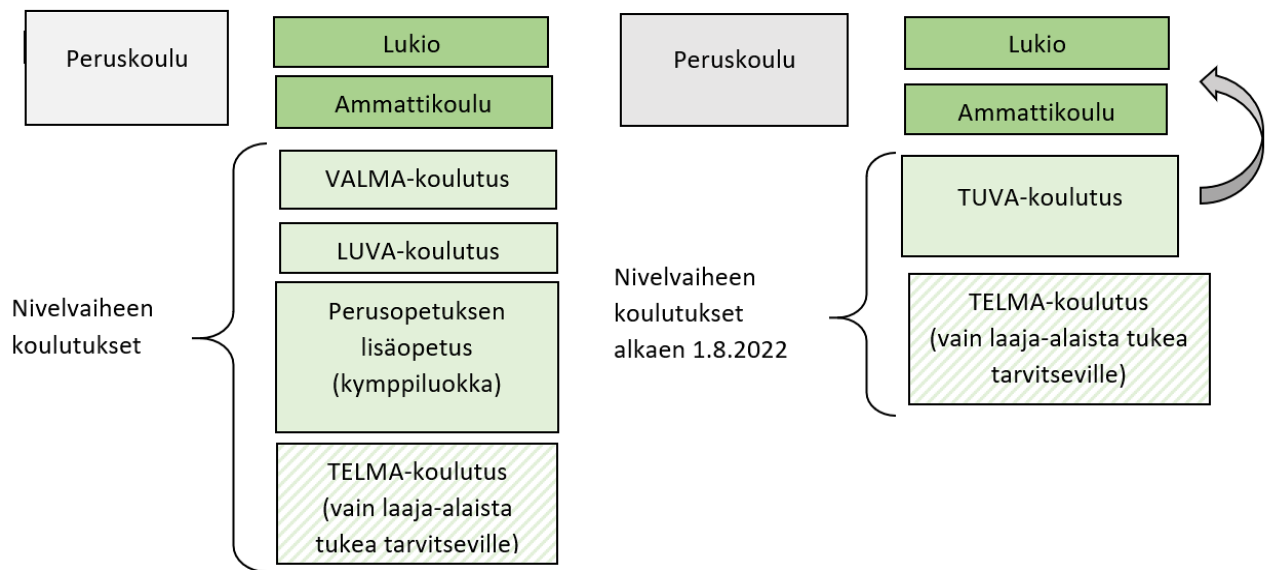 Peruskoulu
Lukio
Ammattikoulu
VALMA-koulutus
LUVA-koulutus
Perusopetuksen
lisäopetus
(kymppiluokka)
TELMA-koulutus
(vain laaja-alaista
tukea tarvitseville)
Nivelvaiheen
koulutukset
Peruskoulu
Lukio
Ammattikoulu
TUVA-koulutus
TELMA-koulutus
(vain laaja-alaista tukea
tarvitseville)
Nivelvaiheen
koulutukset
alkaen 1.8.2022